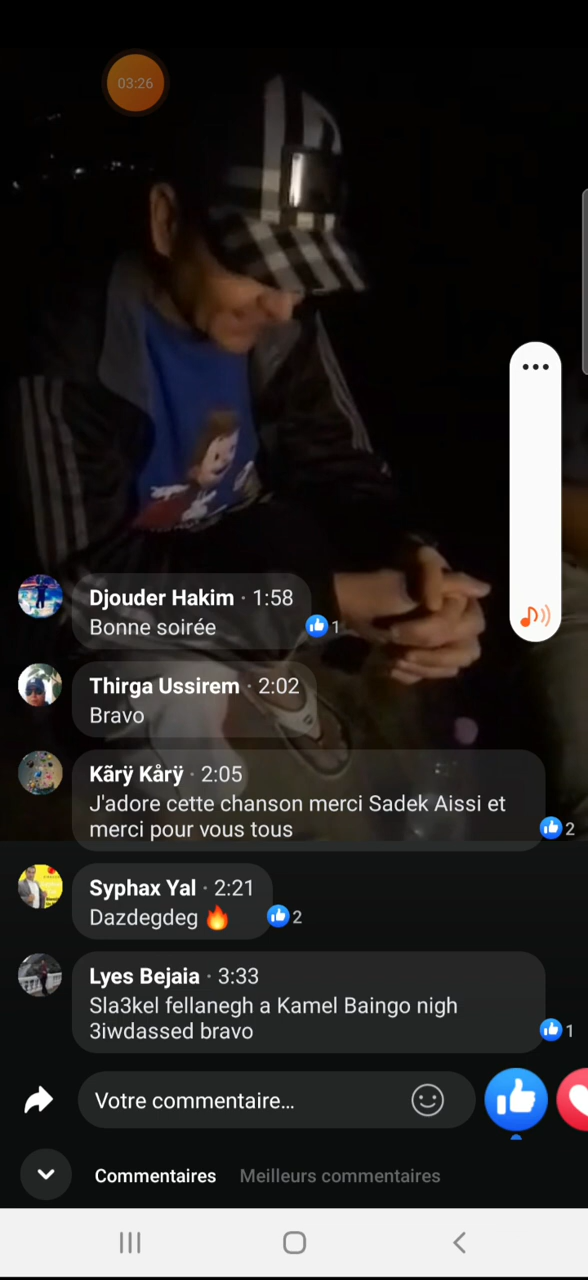 03:26
Djouder Hakim · 1:58
Bonne soirée
1
Thirga Ussirem · 2:02
Bravo
Kãrÿ Kårÿ · 2:05
J'adore cette chanson merci Sadek Aissi et
merci pour vous tous
2
Syphax Yal · 2:21
Dazdegdeg 🔥
2
Lyes Bejaia · 3:33
Sla3kel fellanegh a Kamel Baingo nigh
3iwdassed bravo
1
Votre commentaire...
Commentaires Meilleurs commentaires